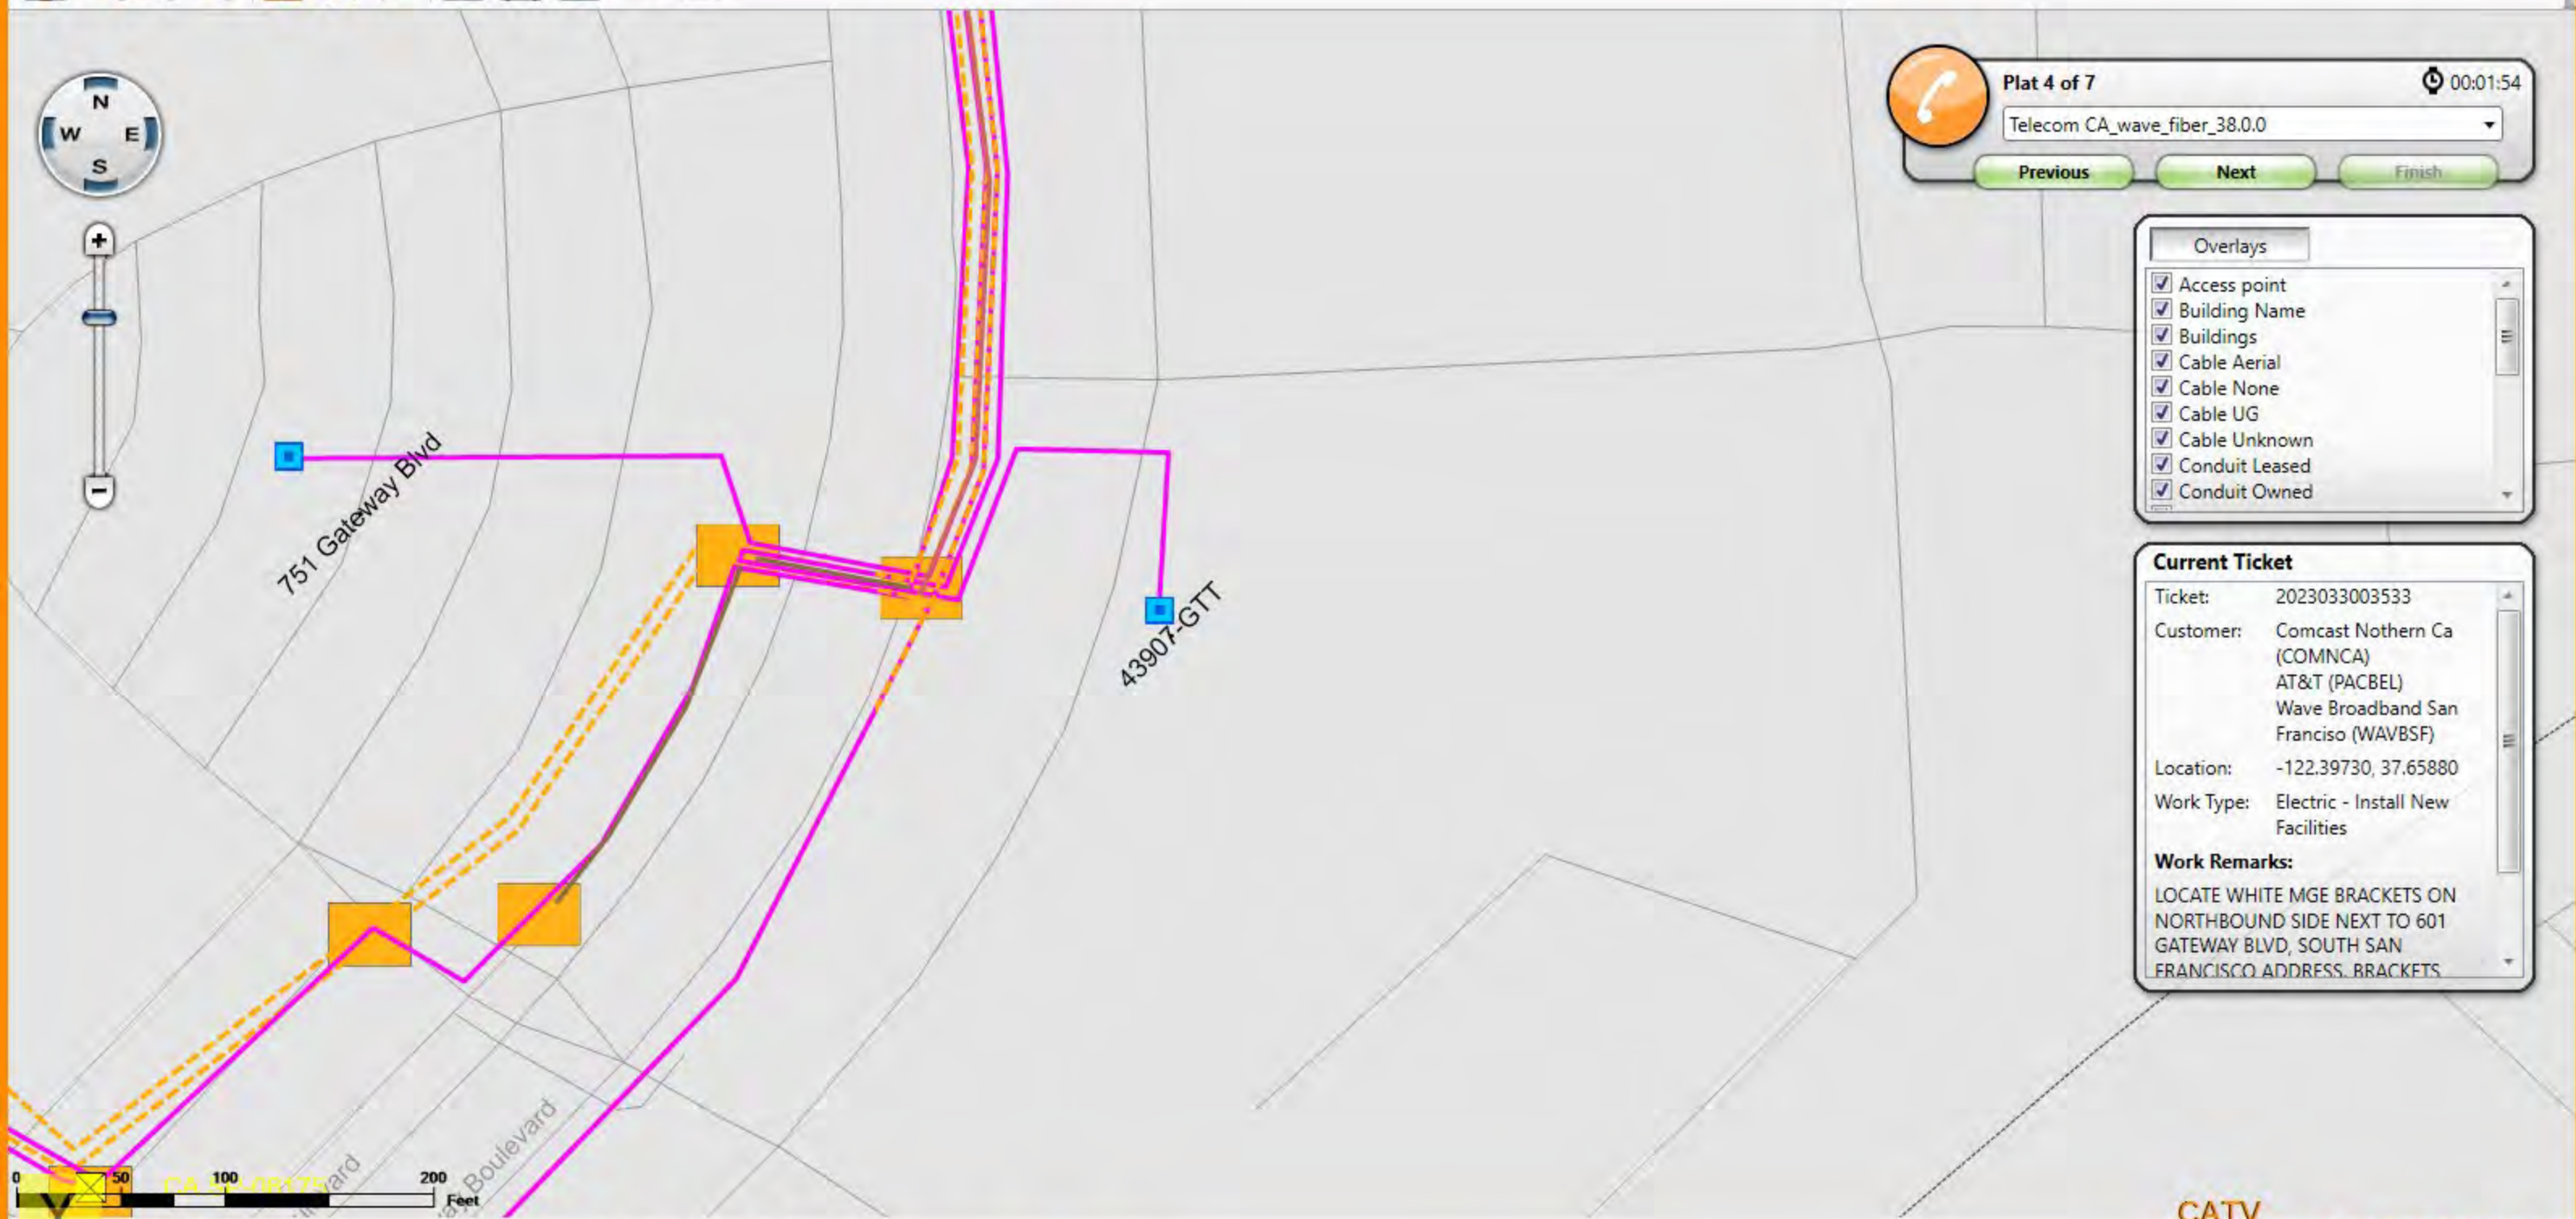 N
W E
S
+
−
Plat 4 of 7
00:01:54
Telecom CA_wave_fiber_38.0.0
Previous
Next
Finish
Overlays
Access point
Building Name
Buildings
Cable Aerial
Cable None
Cable UG
Cable Unknown
Conduit Leased
Conduit Owned
Current Ticket
Ticket: 2023033003533
Customer: Comcast Nothern Ca
(COMNCA)
AT&T (PACBEL)
Wave Broadband San
Franciso (WAVBSF)
Location: -122.39730, 37.65880
Work Type: Electric - Install New
Facilities
Work Remarks:
LOCATE WHITE MGE BRACKETS ON
NORTHBOUND SIDE NEXT TO 601
GATEWAY BLVD, SOUTH SAN
FRANCISCO ADDRESS. BRACKETS
751 Gateway Blvd
43907-GTT
Boulevard
0 50 100 200
Feet
CATV